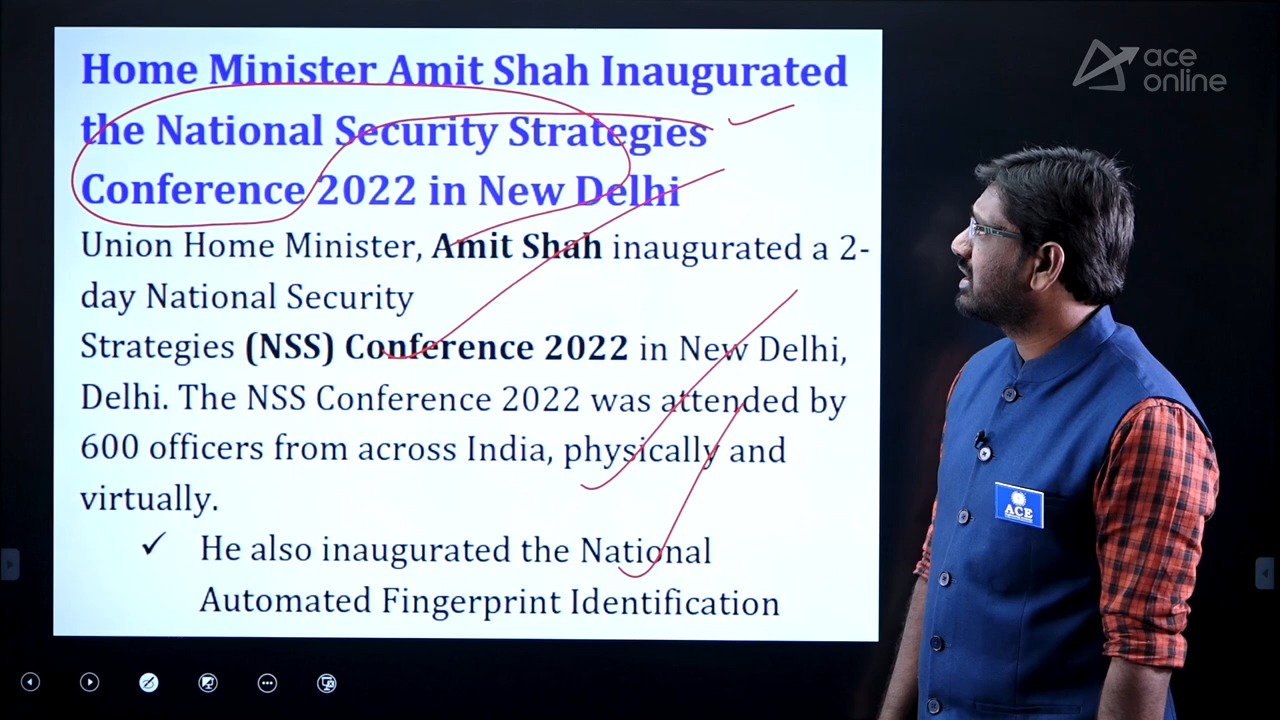 Home Minister Amit Shah Inaugurated
the National Security Strategies
Conference 2022 in New Delhi
Union Home Minister, Amit Shah inaugurated a 2-
day National Security
Strategies (NSS) Conference 2022 in New Delhi,
Delhi. The NSS Conference 2022 was attended by
600 officers from across India, physically and
virtually.
✓ He also inaugurated the National
Automated Fingerprint Identification
ace
online
ACE